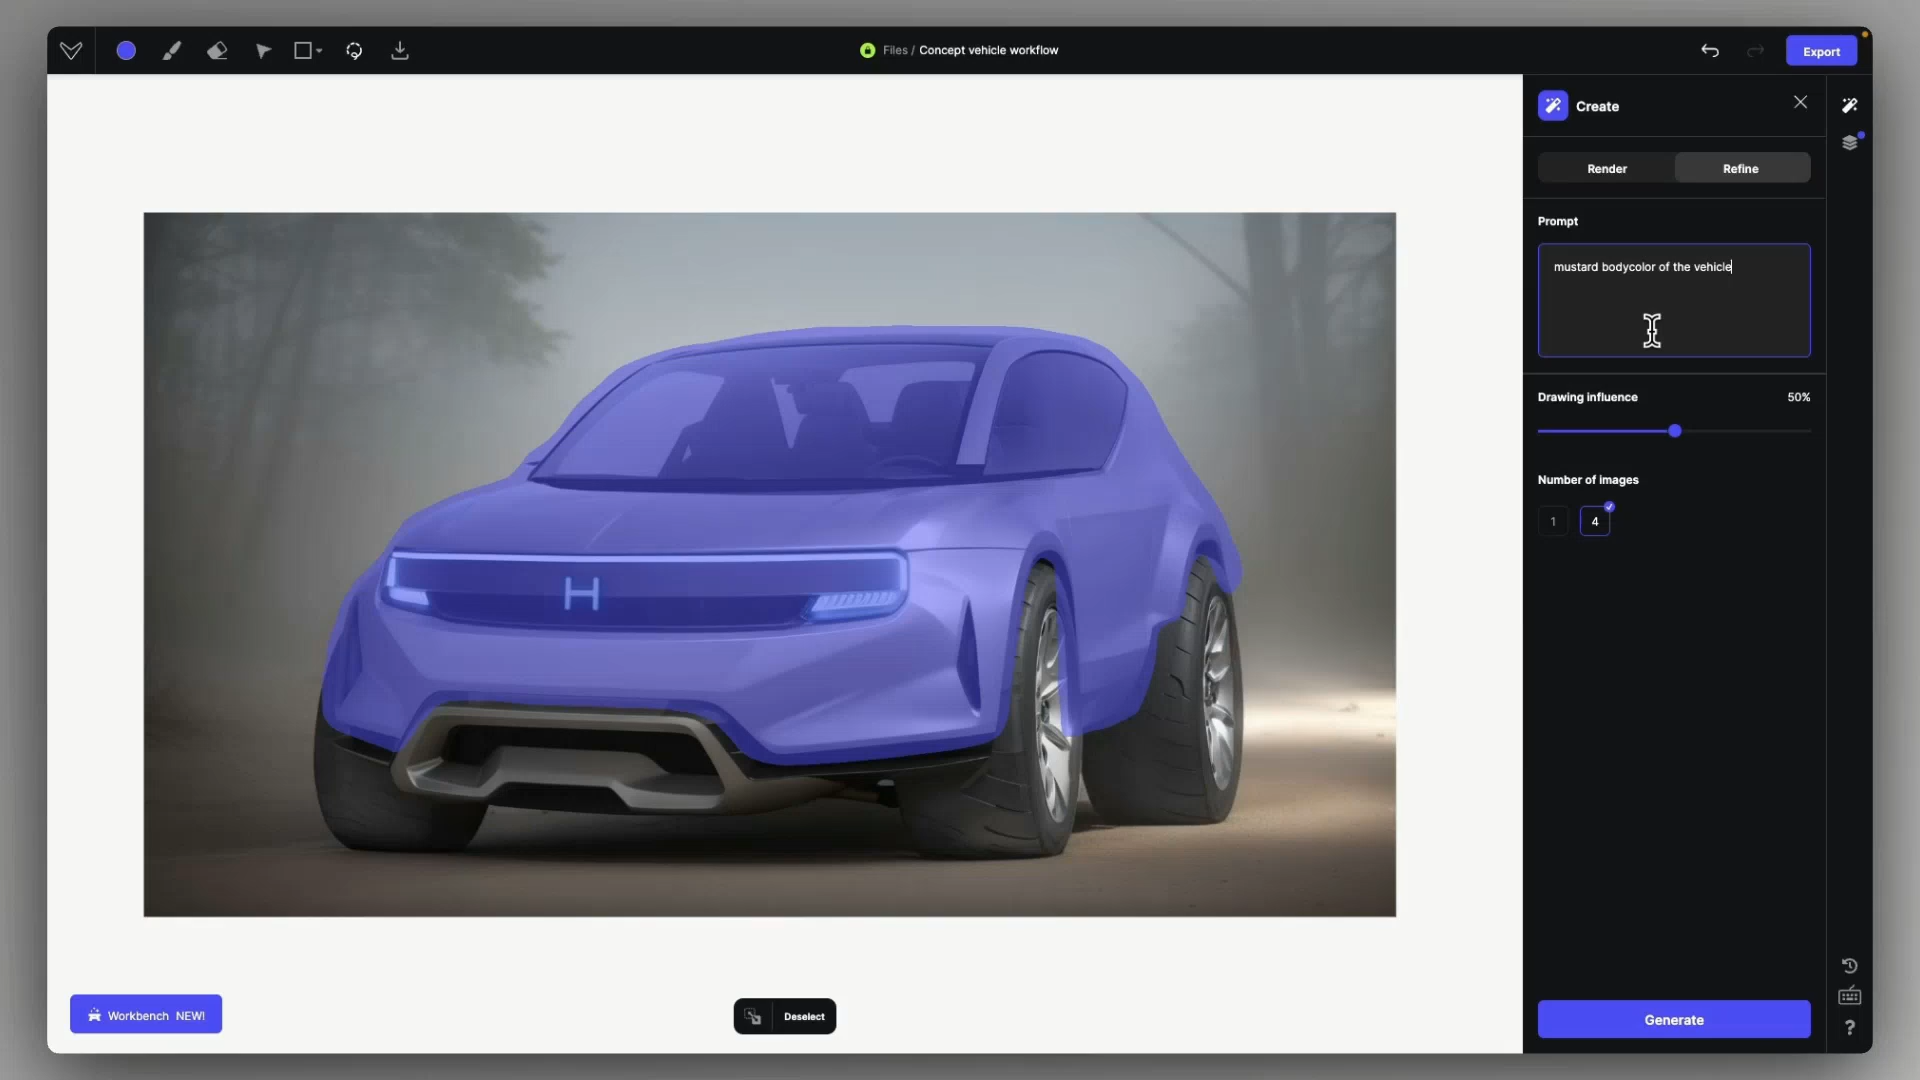 Files / Concept vehicle workflow
Export
Create
Render
Refine
Prompt
mustard bodycolor of the vehicle
Drawing influence
50%
Number of images
1
4
H
Workbench NEW!
Deselect
Generate
?